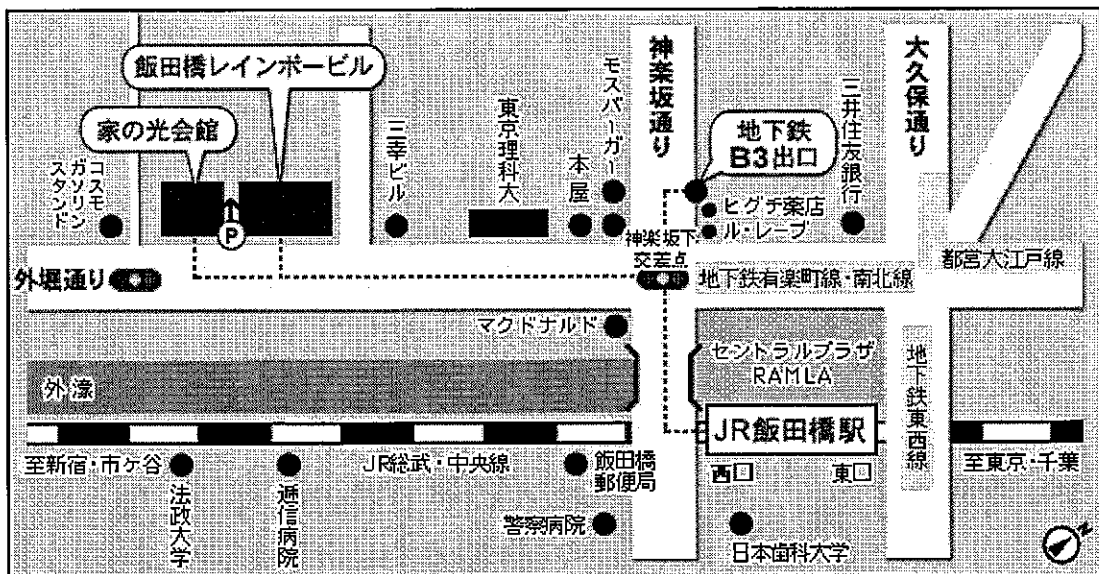 飯田橋レインボービル
家の光会館
コスモ
ガソリン
スタンド
P
三幸ビル
東京理科大
本屋
モスバーガー
神楽坂通り
地下鉄
B3出口
ヒグチ薬店
ル・レーブ
三井住友銀行
大久保通り
外堀通り
神楽坂下
交差点
地下鉄有楽町線・南北線
都営大江戸線
マクドナルド
セントラルプラザ
RAMLA
地下鉄東西線
外濠
JR飯田橋駅
至新宿・市ケ谷
JR総武・中央線
飯田橋
郵便局
西口
東口
至東京・千葉
法政大学
逓信病院
警察病院
日本歯科大学
N